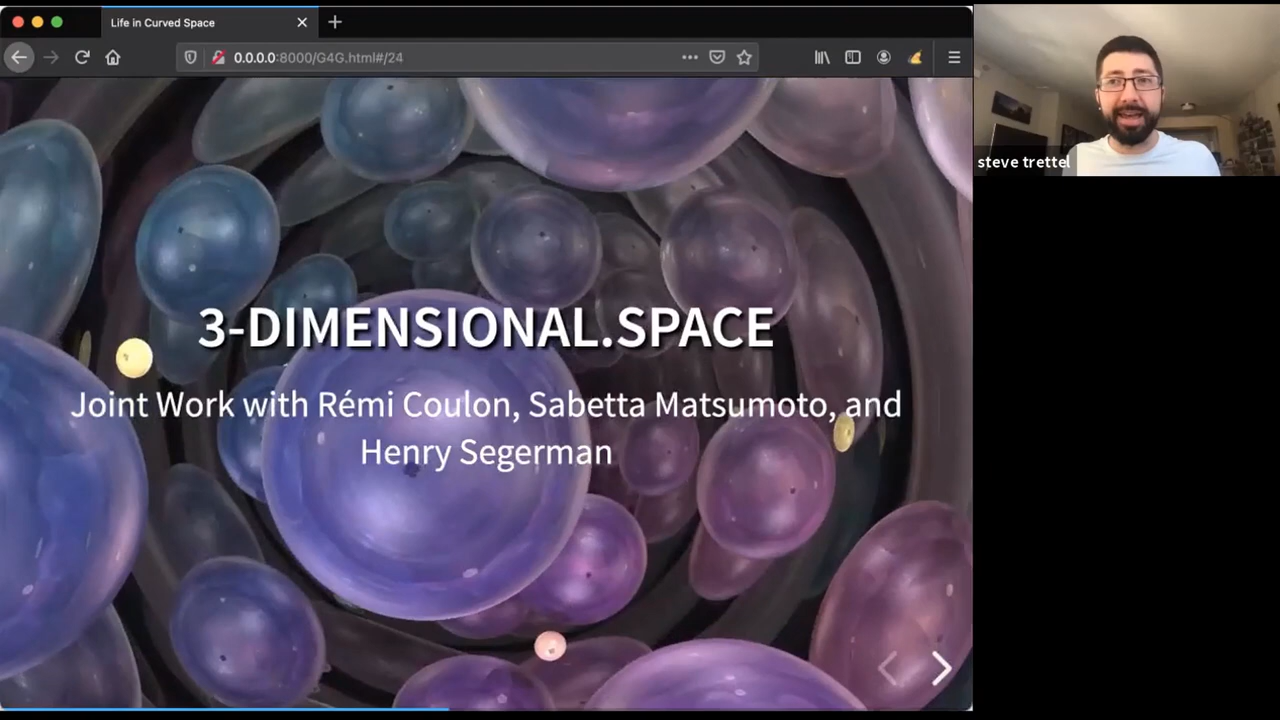 Life in Curved Space
0.0.0.0:8000/G4G.html#/24
steve trettel
3-DIMENSIONAL.SPACE
Joint Work with Rémi Coulon, Sabetta Matsumoto, and
Henry Segerman